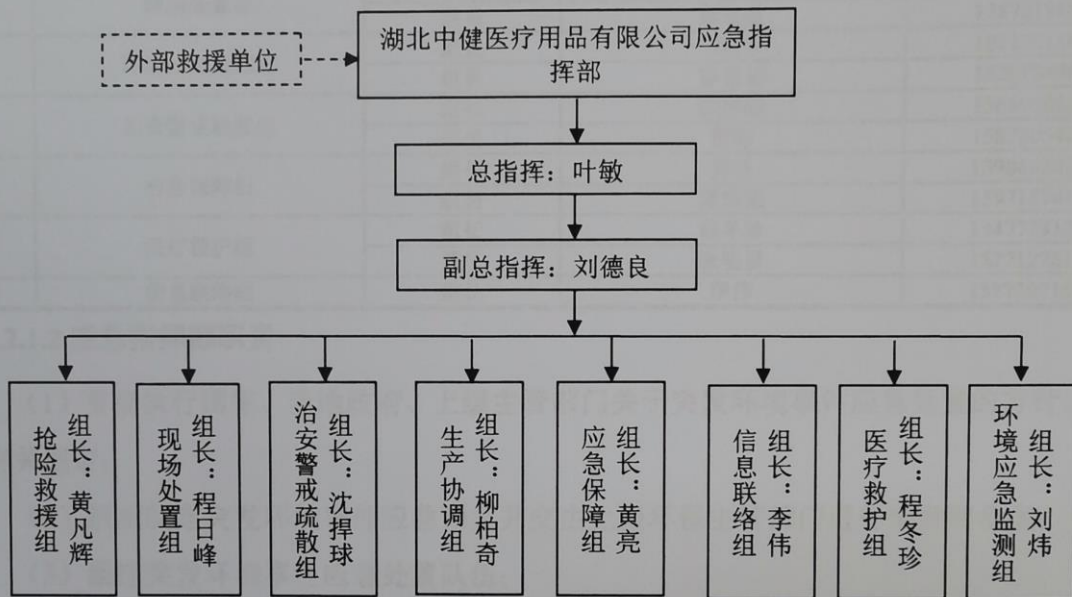 外部救援单位
湖北中健医疗用品有限公司应急指
挥部
总指挥：叶敏
副总指挥：刘德良
抢险救援组
组长：黄凡辉
现场处置组
组长：程日峰
治安警戒疏散组
组长：沈捍球
生产协调组
组长：柳柏奇
应急保障组
组长：黄亮
信息联络组
组长：李伟
医疗救护组
组长：程冬珍
环境应急监测组
组长：刘炜